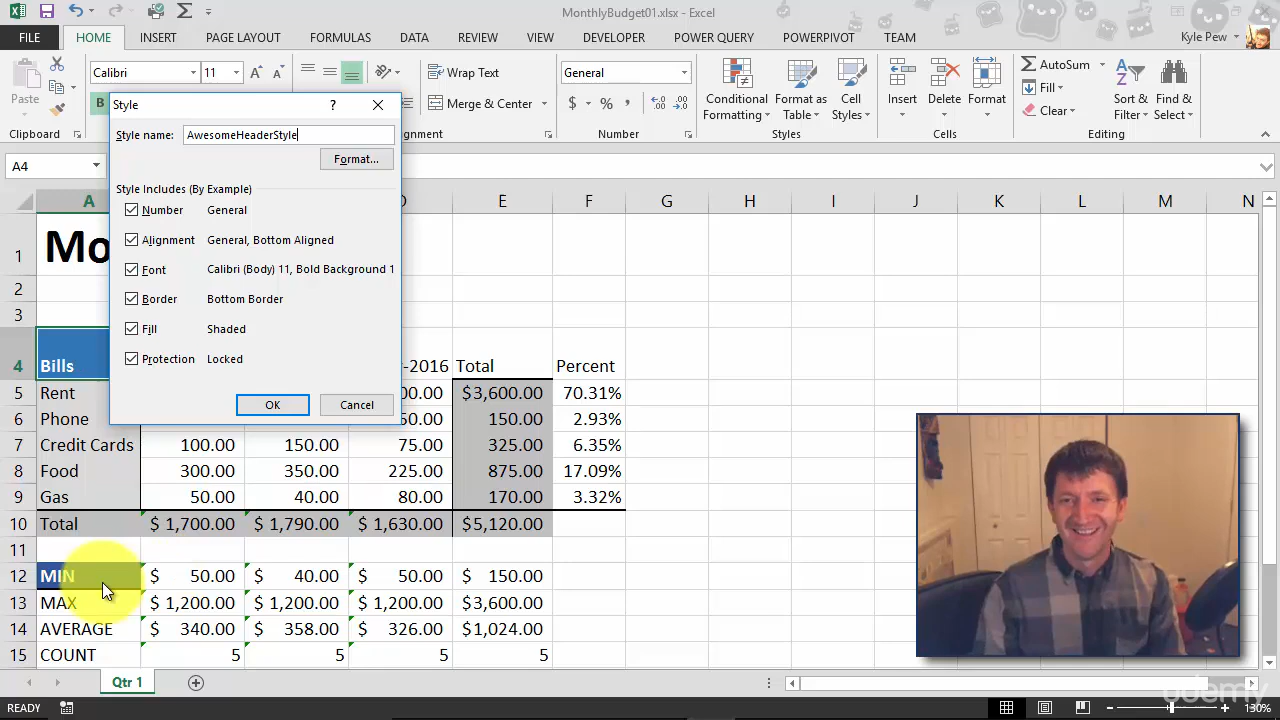 MonthlyBudget01.xlsx - Excel
FILE HOME INSERT PAGE LAYOUT FORMULAS DATA REVIEW VIEW DEVELOPER POWER QUERY POWERPIVOT TEAM Kyle Pew
Paste
Calibri 11
B
Wrap Text
Merge & Center
General
$ % ,
Conditional Formatting
Format as Table
Cell Styles
Insert
Delete
Format
AutoSum
Fill
Clear
Sort & Filter
Find & Select
Clipboard
Number
Styles
Cells
Editing
A4
Style
?
Style name: AwesomeHeaderStyle
Format...
Style Includes (By Example)
Number General
Alignment General, Bottom Aligned
Font Calibri (Body) 11, Bold Background 1
Border Bottom Border
Fill Shaded
Protection Locked
OK Cancel
A E F G H I J K L M N
1 Mo
2
3
4 Bills -2016 Total Percent
5 Rent 00.00 $3,600.00 70.31%
6 Phone 50.00 150.00 2.93%
7 Credit Cards 100.00 150.00 75.00 325.00 6.35%
8 Food 300.00 350.00 225.00 875.00 17.09%
9 Gas 50.00 40.00 80.00 170.00 3.32%
10 Total $ 1,700.00 $ 1,790.00 $ 1,630.00 $5,120.00
11
12 MIN $ 50.00 $ 40.00 $ 50.00 $ 150.00
13 MAX $ 1,200.00 $ 1,200.00 $ 1,200.00 $3,600.00
14 AVERAGE $ 340.00 $ 358.00 $ 326.00 $1,024.00
15 COUNT 5 5 5 5
Qtr 1
READY
udemy
130%